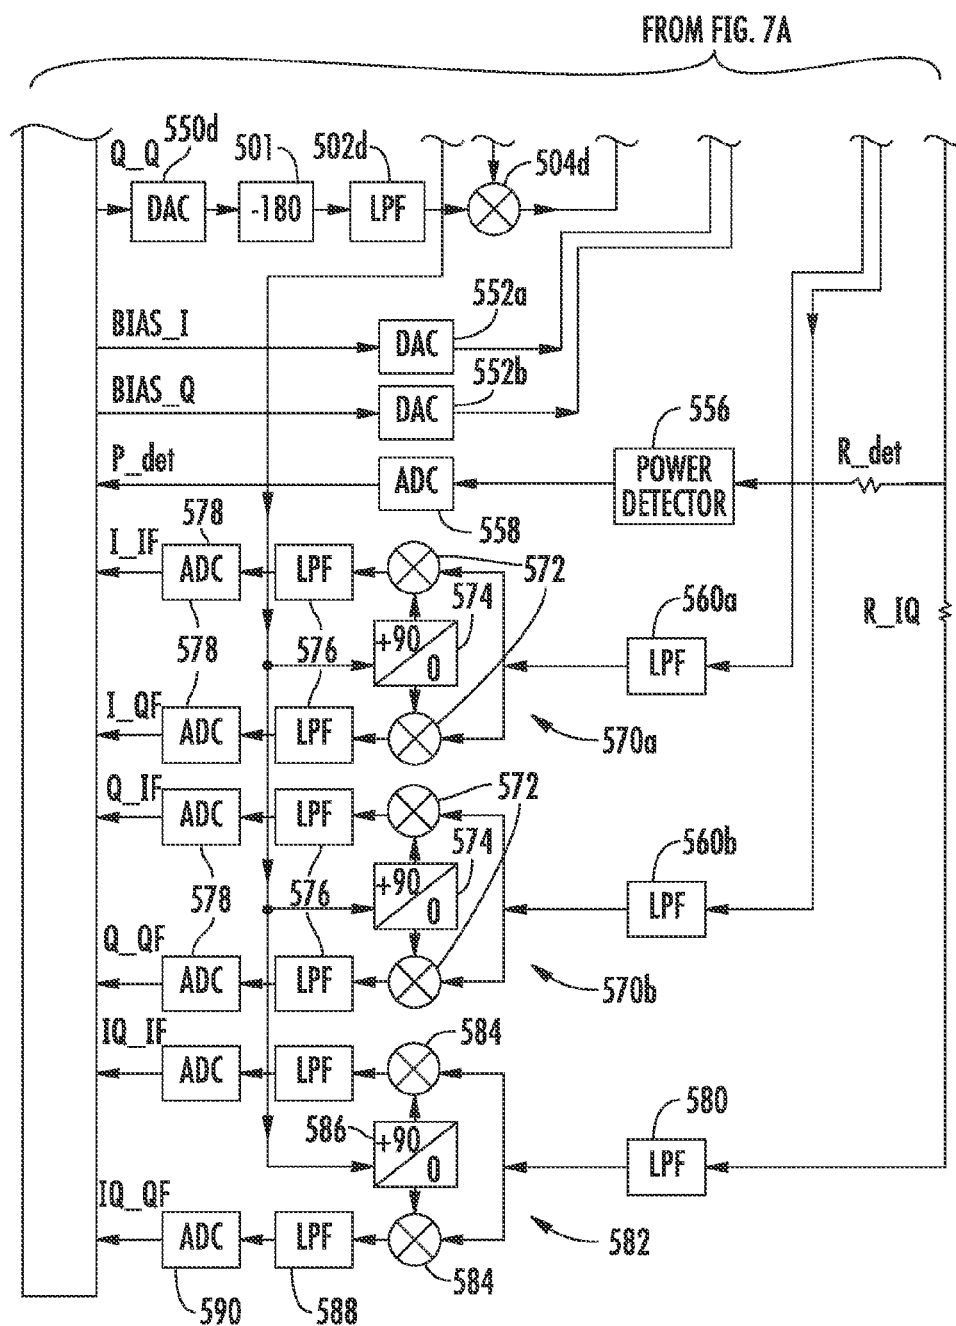 FROM FIG. 7A
550d
501
502d
Q_Q
504d
DAC
-180
LPF
552a
BIAS_I
DAC
552b
BIAS_Q
DAC
556
P_det
R_det
ADC
POWER
DETECTOR
578
558
I_IF
ADC
LPF
572
574
560a
R_IQ
578
576
+90
0
LPF
I_QF
ADC
LPF
570a
Q_IF
572
ADC
LPF
574
560b
578
576
+90
0
LPF
Q_QF
ADC
LPF
570b
IQ_IF
584
ADC
LPF
580
586
+90
0
LPF
IQ_QF
ADC
LPF
582
584
590
588